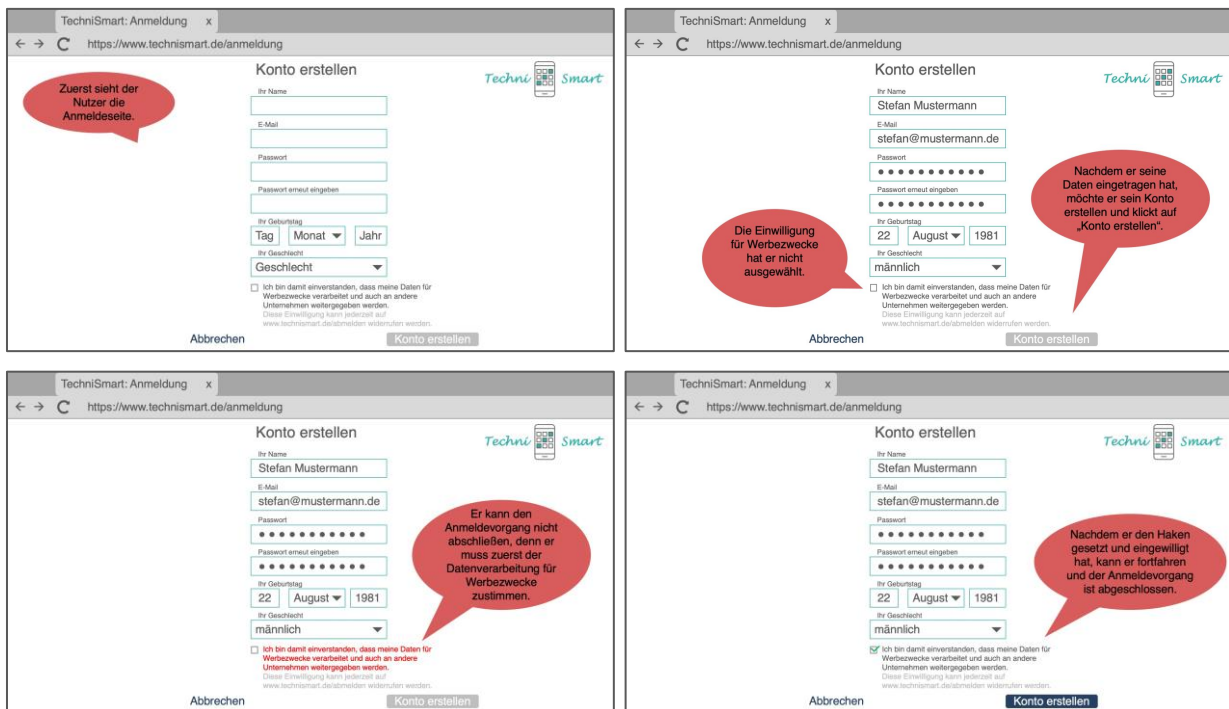 TechniSmart: Anmeldung x
https://www.technismart.de/anmeldung
Konto erstellen
Techni Smart
Zuerst sieht der
Nutzer die
Anmeldeseite.
Ihr Name
E-Mail
Passwort
Passwort erneut eingeben
Ihr Geburtstag
Tag Monat Jahr
Ihr Geschlecht
Geschlecht
Ich bin damit einverstanden, dass meine Daten für
Werbezwecke verarbeitet und auch an andere
Unternehmen weitergegeben werden.
Diese Einwilligung kann jederzeit auf
www.technismart.de/abmelden widerrufen werden.
Abbrechen Konto erstellen
TechniSmart: Anmeldung x
https://www.technismart.de/anmeldung
Konto erstellen
Techni Smart
Ihr Name
Stefan Mustermann
E-Mail
stefan@mustermann.de
Passwort
Passwort erneut eingeben
Nachdem er seine
Daten eingetragen hat,
möchte er sein Konto
erstellen und klickt auf
„Konto erstellen“.
Ihr Geburtstag
22 August 1981
Die Einwilligung
für Werbezwecke
hat er nicht
ausgewählt.
Ihr Geschlecht
männlich
Ich bin damit einverstanden, dass meine Daten für
Werbezwecke verarbeitet und auch an andere
Unternehmen weitergegeben werden.
Diese Einwilligung kann jederzeit auf
www.technismart.de/abmelden widerrufen werden.
Abbrechen Konto erstellen
TechniSmart: Anmeldung x
https://www.technismart.de/anmeldung
Konto erstellen
Techni Smart
Ihr Name
Stefan Mustermann
E-Mail
stefan@mustermann.de
Passwort
Passwort erneut eingeben
Er kann den
Anmeldevorgang nicht
abschließen, denn er
muss zuerst der
Datenverarbeitung für
Werbezwecke
zustimmen.
Ihr Geburtstag
22 August 1981
Ihr Geschlecht
männlich
Ich bin damit einverstanden, dass meine Daten für
Werbezwecke verarbeitet und auch an andere
Unternehmen weitergegeben werden.
Diese Einwilligung kann jederzeit auf
www.technismart.de/abmelden widerrufen werden.
Abbrechen Konto erstellen
TechniSmart: Anmeldung x
https://www.technismart.de/anmeldung
Konto erstellen
Techni Smart
Ihr Name
Stefan Mustermann
E-Mail
stefan@mustermann.de
Passwort
Passwort erneut eingeben
Nachdem er den Haken
gesetzt und eingewilligt
hat, kann er fortfahren
und der Anmeldevorgang
ist abgeschlossen.
Ihr Geburtstag
22 August 1981
Ihr Geschlecht
männlich
Ich bin damit einverstanden, dass meine Daten für
Werbezwecke verarbeitet und auch an andere
Unternehmen weitergegeben werden.
Diese Einwilligung kann jederzeit auf
www.technismart.de/abmelden widerrufen werden.
Abbrechen Konto erstellen